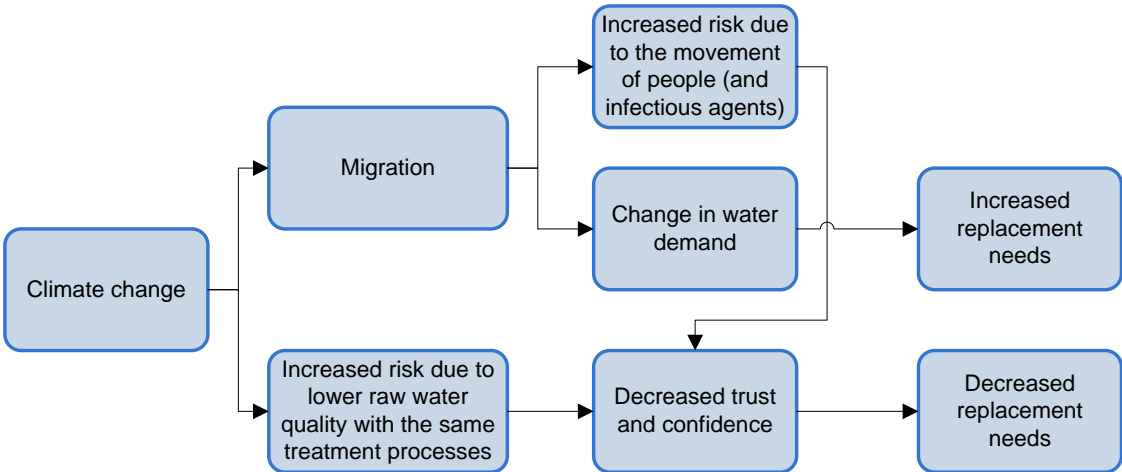 Increased risk due
to the movement
of people (and
infectious agents)
Migration
Change in water
demand
Increased
replacement
needs
Climate change
Increased risk due to
lower raw water
quality with the same
treatment processes
Decreased trust
and confidence
Decreased
replacement
needs